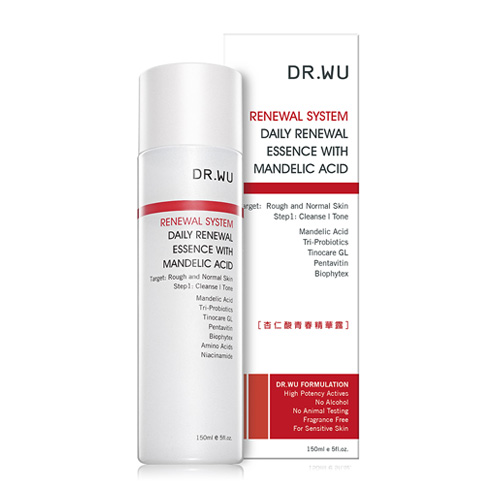 DR.WU
RENEWAL SYSTEM
DAILY RENEWAL
ESSENCE WITH
MANDELIC ACID
Target: Rough and Normal Skin
Step1: Cleanse | Tone
Mandelic Acid
Tri-Probiotics
Tinocare GL
Pentavitin
Biophytex
Amino Acids
Niacinamide
150ml e 5fl.oz.
DR.WU
RENEWAL SYSTEM
DAILY RENEWAL
ESSENCE WITH
MANDELIC ACID
Target: Rough and Normal Skin
Step1: Cleanse | Tone
Mandelic Acid
Tri-Probiotics
Tinocare GL
Pentavitin
Biophytex
[杏仁酸青春精華露]
DR.WU FORMULATION
High Potency Actives
No Alcohol
No Animal Testing
Fragrance Free
For Sensitive Skin
150ml e 5fl.oz.